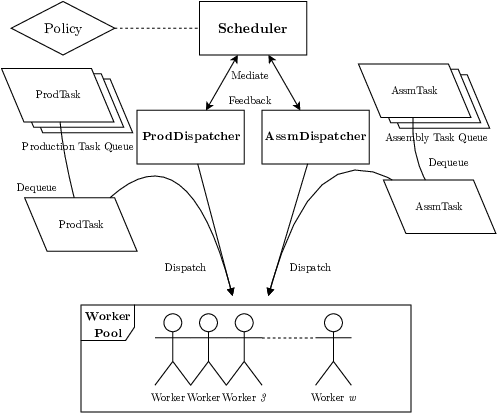 Policy
Scheduler
Mediate
Feedback
ProdTask
Production Task Queue
ProdDispatcher
AssmDispatcher
AssmTask
Assembly Task Queue
Dequeue
Dequeue
ProdTask
AssmTask
Dispatch
Dispatch
Worker
Pool
Worker Worker Worker 3 Worker w